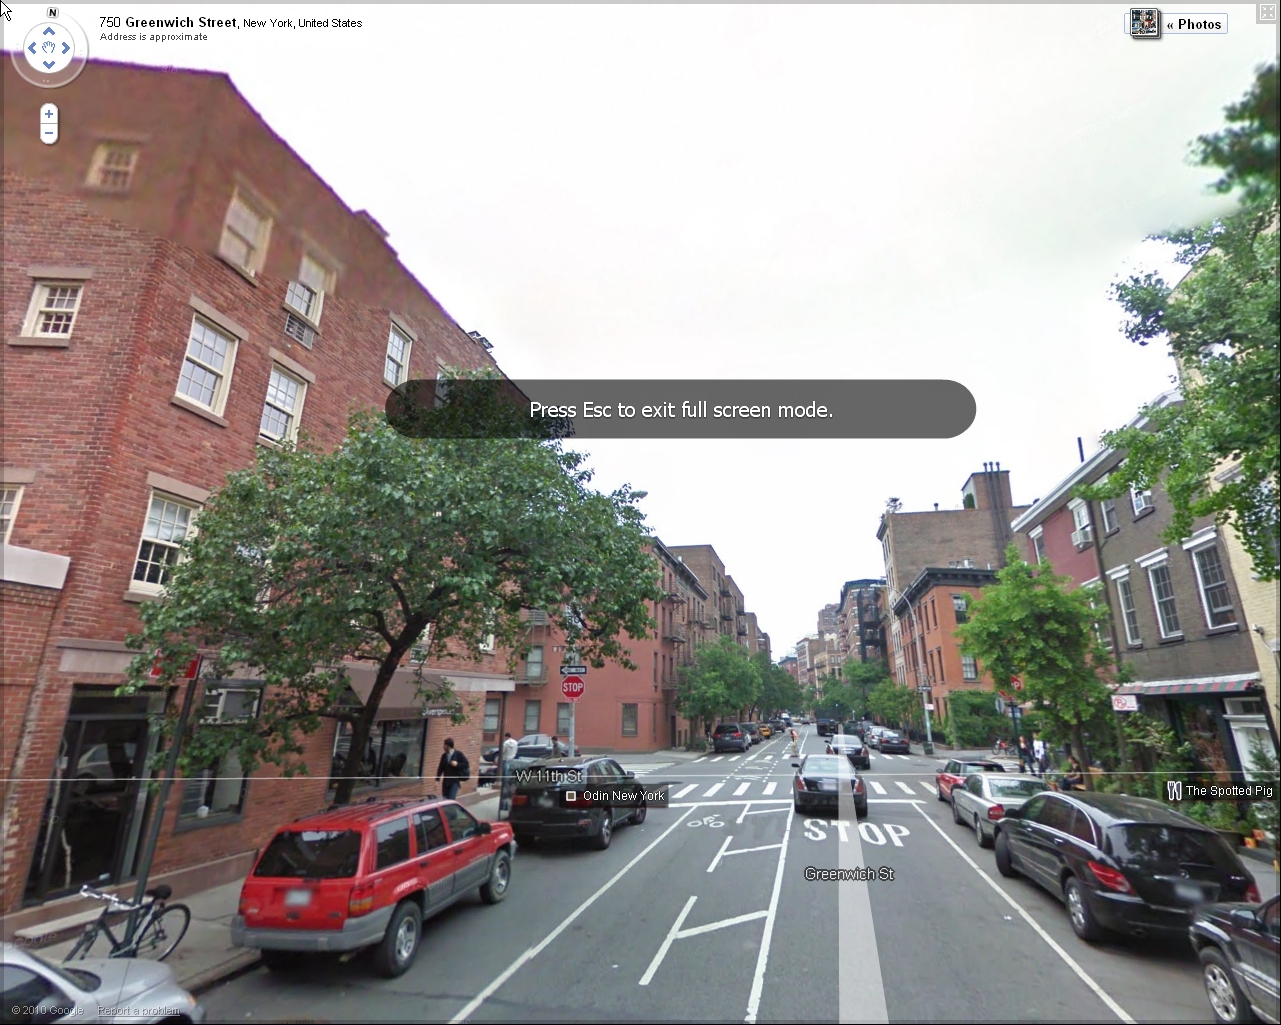 N
750 Greenwich Street, New York, United States
Address is approximate
« Photos
Press Esc to exit full screen mode.
STOP
W 11th St
Odin New York
The Spotted Pig
STOP
Greenwich St
© 2010 Google
Report a problem